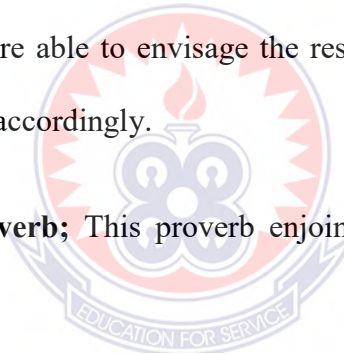 re able to envisage the res
accordingly.
verb; This proverb enjoin
EDUCATION FOR SERVICE